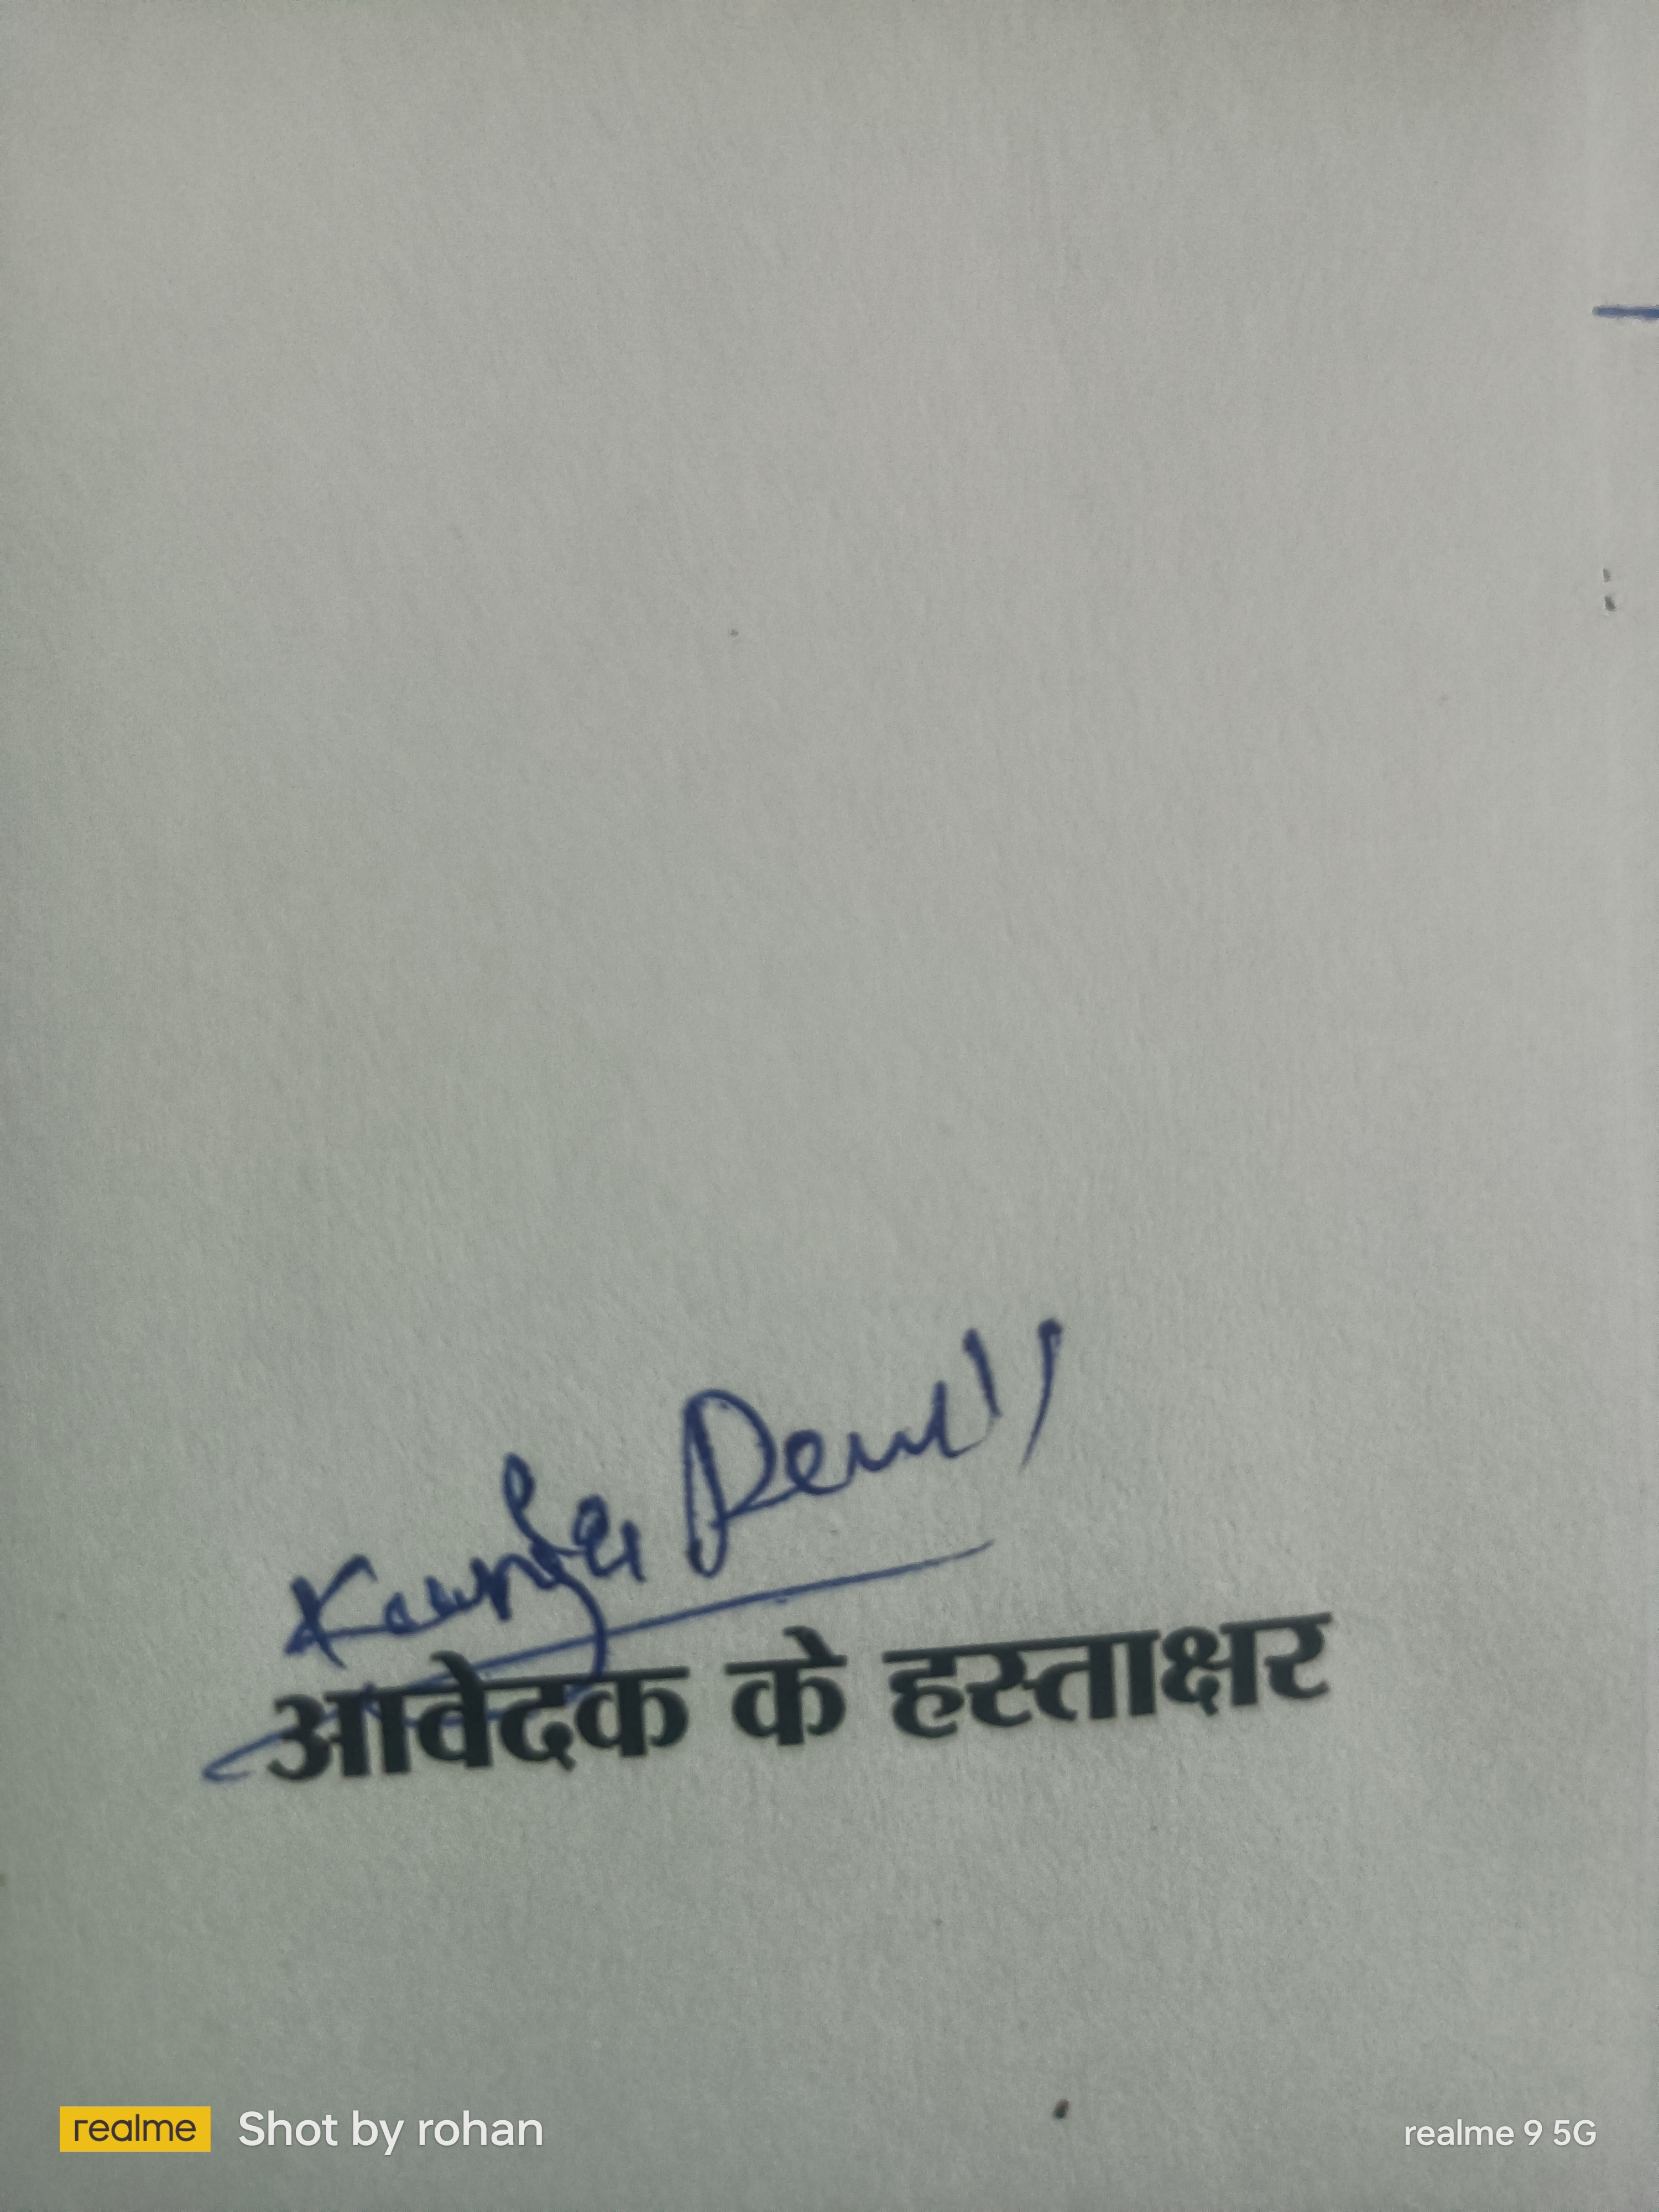 आवेदक के हस्ताक्षर
realme Shot by rohan realme 9 5G